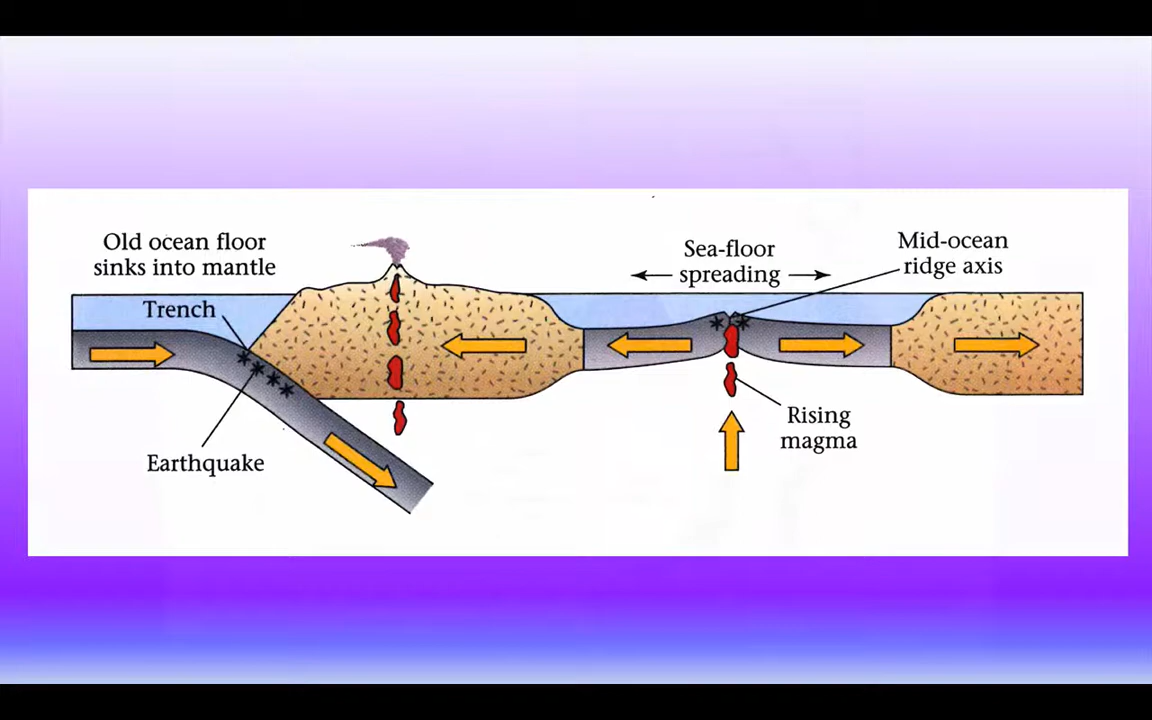 Old ocean floor
sinks into mantle
Trench
Earthquake
Sea-floor
spreading
Mid-ocean
ridge axis
Rising
magma